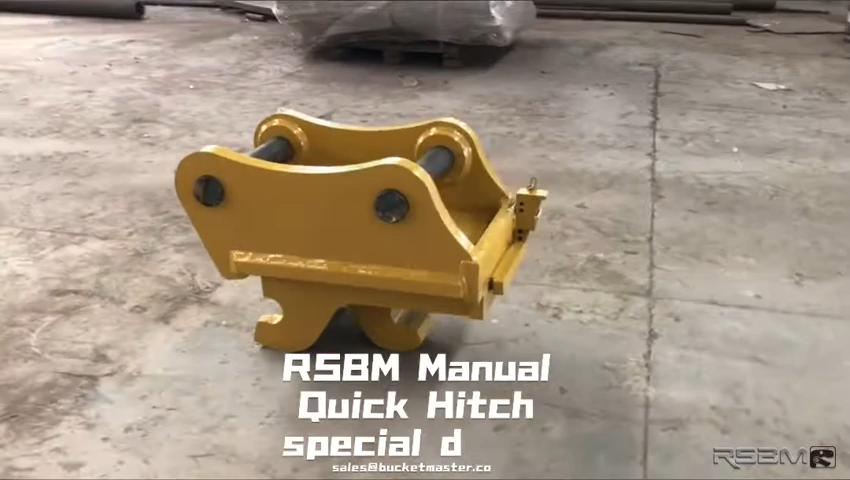 RSBM Manual
Quick Hitch
special d
sales@bucketmaster.co
RSBM